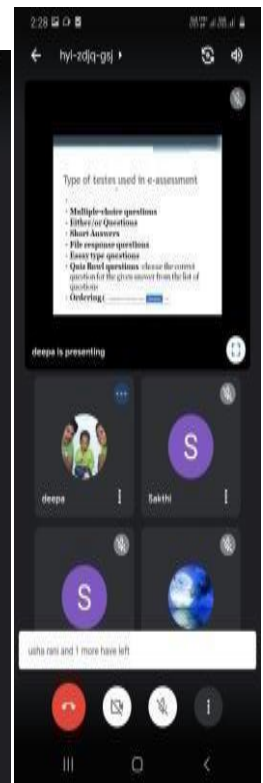 2:28
hyl-zdjq-gsj
Type of testes used in e-assessment
Multiple-choice questions
Either/or Questions
Short Answers
File response questions
Essay type questions
Quiz Bowl questions choose the correct
question for the given answer from the list of
questions
Ordering(
deepa is presenting
deepa
S
Sakthi
S
usha rani and 1 more have left